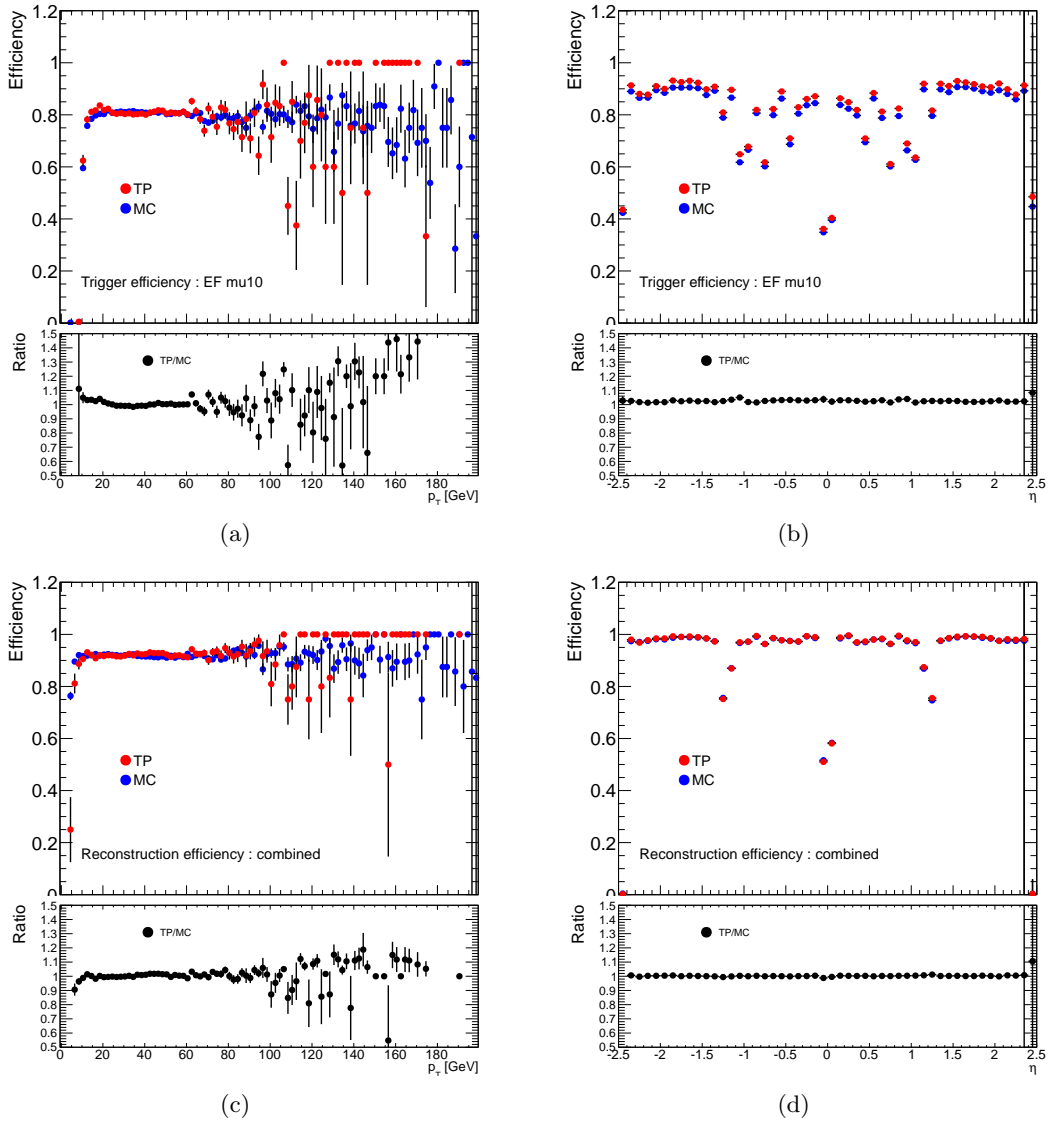 Efficiency
1.2
1
0.8
0.6
0.4
0.2
0
TP
MC
Trigger efficiency : EF mu10
Ratio
1.5
1.4
1.3
1.2
1.1
1
0.9
0.8
0.7
0.6
0.5
TP/MC
0 20 40 60 80 100 120 140 160 180
p_T [GeV]
(a)
Efficiency
1.2
1
0.8
0.6
0.4
0.2
0
TP
MC
Trigger efficiency : EF mu10
Ratio
1.5
1.4
1.3
1.2
1.1
1
0.9
0.8
0.7
0.6
0.5
TP/MC
-2.5 -2 -1.5 -1 -0.5 0 0.5 1 1.5 2 2.5
η
(b)
Efficiency
1.2
1
0.8
0.6
0.4
0.2
0
TP
MC
Reconstruction efficiency : combined
Ratio
1.5
1.4
1.3
1.2
1.1
1
0.9
0.8
0.7
0.6
0.5
TP/MC
0 20 40 60 80 100 120 140 160 180
p_T [GeV]
(c)
Efficiency
1.2
1
0.8
0.6
0.4
0.2
0
TP
MC
Reconstruction efficiency : combined
Ratio
1.5
1.4
1.3
1.2
1.1
1
0.9
0.8
0.7
0.6
0.5
TP/MC
-2.5 -2 -1.5 -1 -0.5 0 0.5 1 1.5 2 2.5
η
(d)